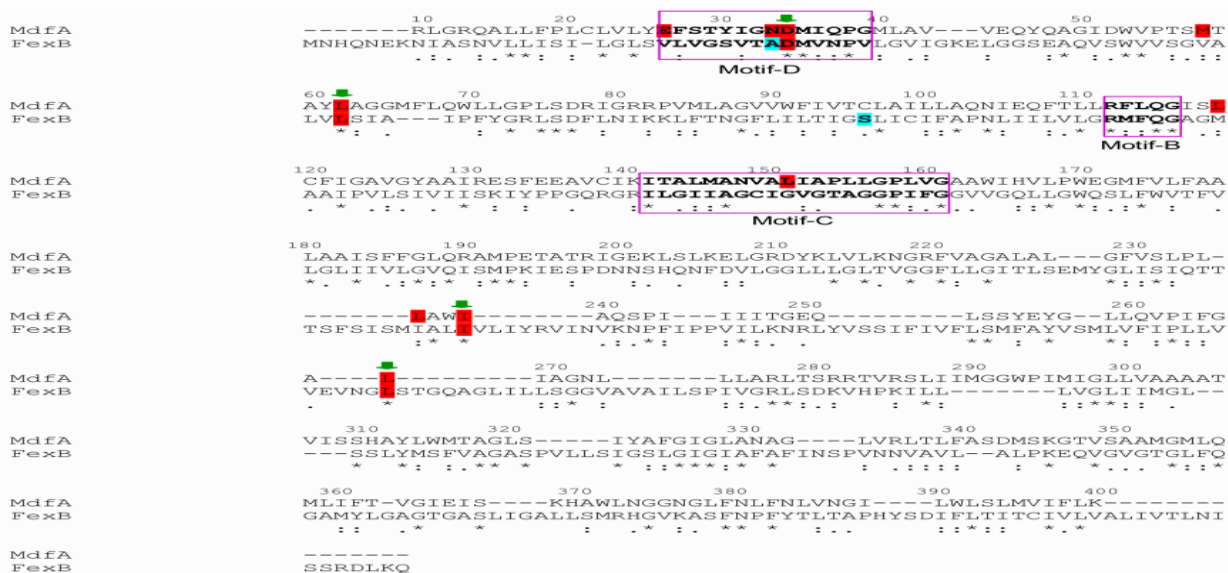 10 20 30 40 50
MdfA -------RLGRQALLFPLCLVLYEFSTYIGNDMIQPGMLAV--VEQYQAGIDWVPTSMT
FexB MNHQNEKNIASNVLLISI-LGLSVLVGSVTADMVNPVLGVIGKELGGSEAQVSWVVSGVA
Motif-D
60 70 80 90 100 110
MdfA AYLAGGMFLQWLLGPLSDRIGRRPVMLAGVVWFIVTCLAILLAQNIEQFTLLRFLQGISL
FexB LVLSIA---IPFYGRLSDFLNIKKLFTNGFLILTIGSLICIFAPNLIILVLGRMFQGAGM
Motif-B
120 130 140 150 160 170
MdfA CFIGAVGYAAIRESFEEAVCIKITALMANVALIAPLLGPLVGAAWIHVLPWEGMFVLFAA
FexB AAIPVLSIVIISKIYPPGQRGRILGIIAGCIGVGTAGGPIFGGVVGQLLGWQSLFWVTFV
Motif-C
180 190 200 210 220 230
MdfA LAAISFFGLQRAMPETATRIGEKLSLKELGRDYKLVLKNGRFVAGALAL---GFVSLPL-
FexB LGLIIVLGVQISMPKIESPDNNSHQNFDVLGGLLLGLTVGGFLLGITLSEMYGLISIQTT
240 250 260
MdfA -------LAWI--------AQSPI---IIITGEQ---------LSSYEYG---LLQVPIFG
FexB TSFSISMIALIVLIYRVINVKNPFIPPVILKNRLYVSSIFIVFLSMFAYVSMLVFIPLLV
270 280 290 300
MdfA A----L---------IAGNL-------LLARLTSRRTVRSLIIMGGWPIMIGLLVAAAAT
FexB VEVNGLSTGQAGLILLSGGVAVAILSPIVGRLSDKVHPKILL-----LVGLIIMGL--
310 320 330 340 350
MdfA VISSHAYLWMTAGLS-----IYAFGIGLANAG----LVRLTLFASDMSKGTVSAAMGMLQ
FexB ---SSLYMSFVAGASPVLLSIGSLGIGIAFAFINSPVNNVAVL--ALPKEQVGVGTGLFQ
360 370 380 390 400
MdfA MLIFT-VGIEIS----KHAWLNGGNGLFNLFNLVNGI----LWLSLMVIFLK--------
FexB GAMYLGAGTGASLIGALLSMRHGVKASFNPFYTLTAPHYSDIFLTITCIVLVALIVTLNI
MdfA -------
FexB SSRDLKQ